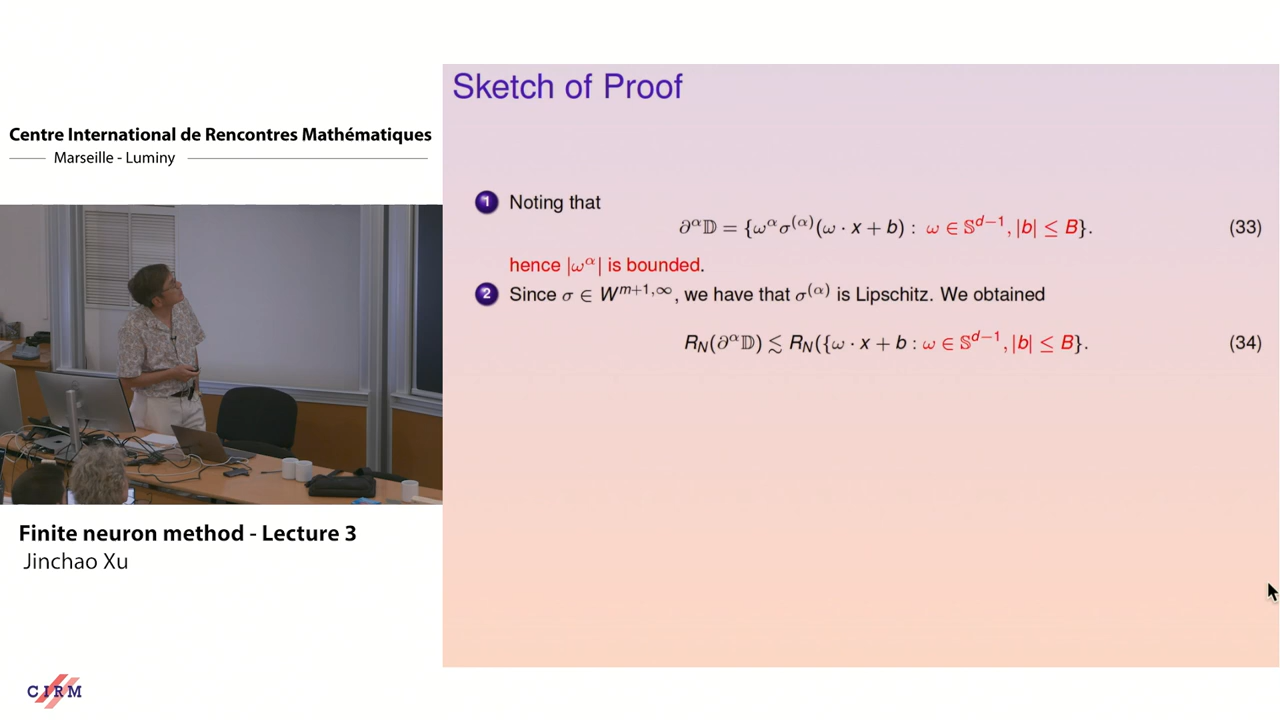 Centre International de Rencontres Mathématiques
Marseille - Luminy
Sketch of Proof
1 Noting that
∂^α𝔻 = {ω^α σ^(α)(ω · x + b) : ω ∈ 𝕊^{d−1}, |b| ≤ B}. (33)
hence |ω^α| is bounded.
2 Since σ ∈ W^{m+1,∞}, we have that σ^(α) is Lipschitz. We obtained
R_N(∂^α𝔻) ≲ R_N({ω · x + b : ω ∈ 𝕊^{d−1}, |b| ≤ B}. (34)
Finite neuron method - Lecture 3
Jinchao Xu
CIRM